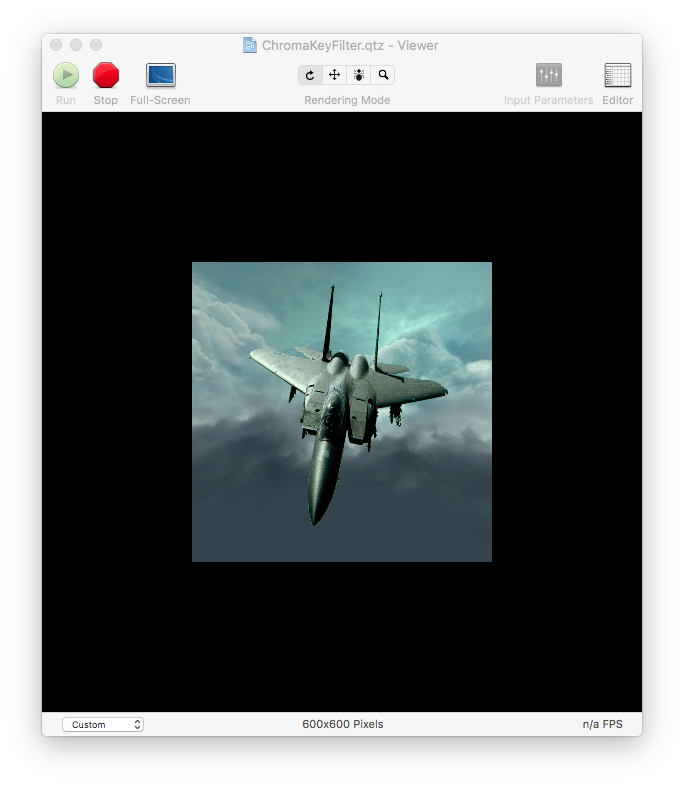 ChromaKeyFilter.qtz - Viewer
Run Stop Full-Screen Rendering Mode Input Parameters Editor
Custom 600x600 Pixels n/a FPS